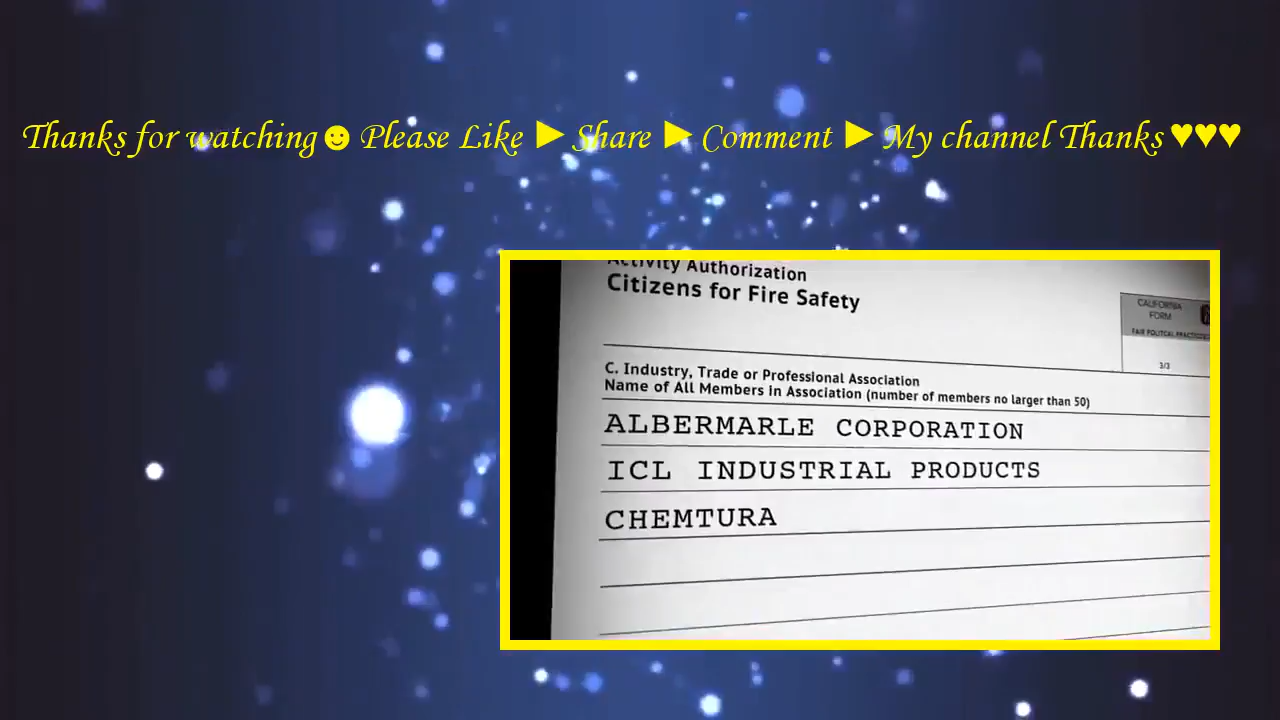 Thanks for watching☻Please Like ► Share ► Comment ► My channel Thanks ♥♥♥
Activity Authorization
Citizens for Fire Safety
CALIFORNIA
FORM
3/3
C. Industry, Trade or Professional Association
Name of All Members in Association (number of members no larger than 50)
ALBERMARLE CORPORATION
ICL INDUSTRIAL PRODUCTS
CHEMTURA